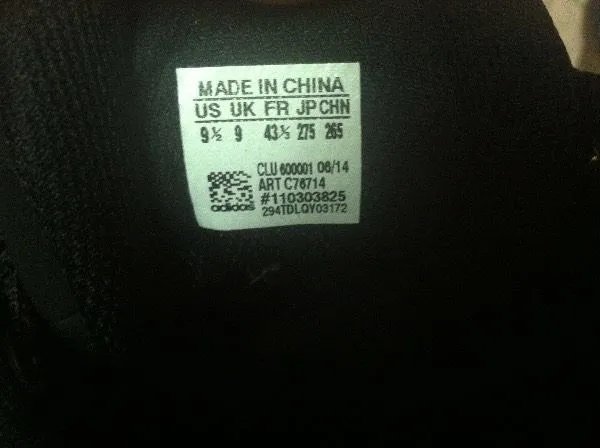 MADE IN CHINA
US UK FR JP CHN
9½ 9 43⅓ 275 265
CLU 600001 06/14
ART C76714
#110303825
adidas 294TDLQY03172